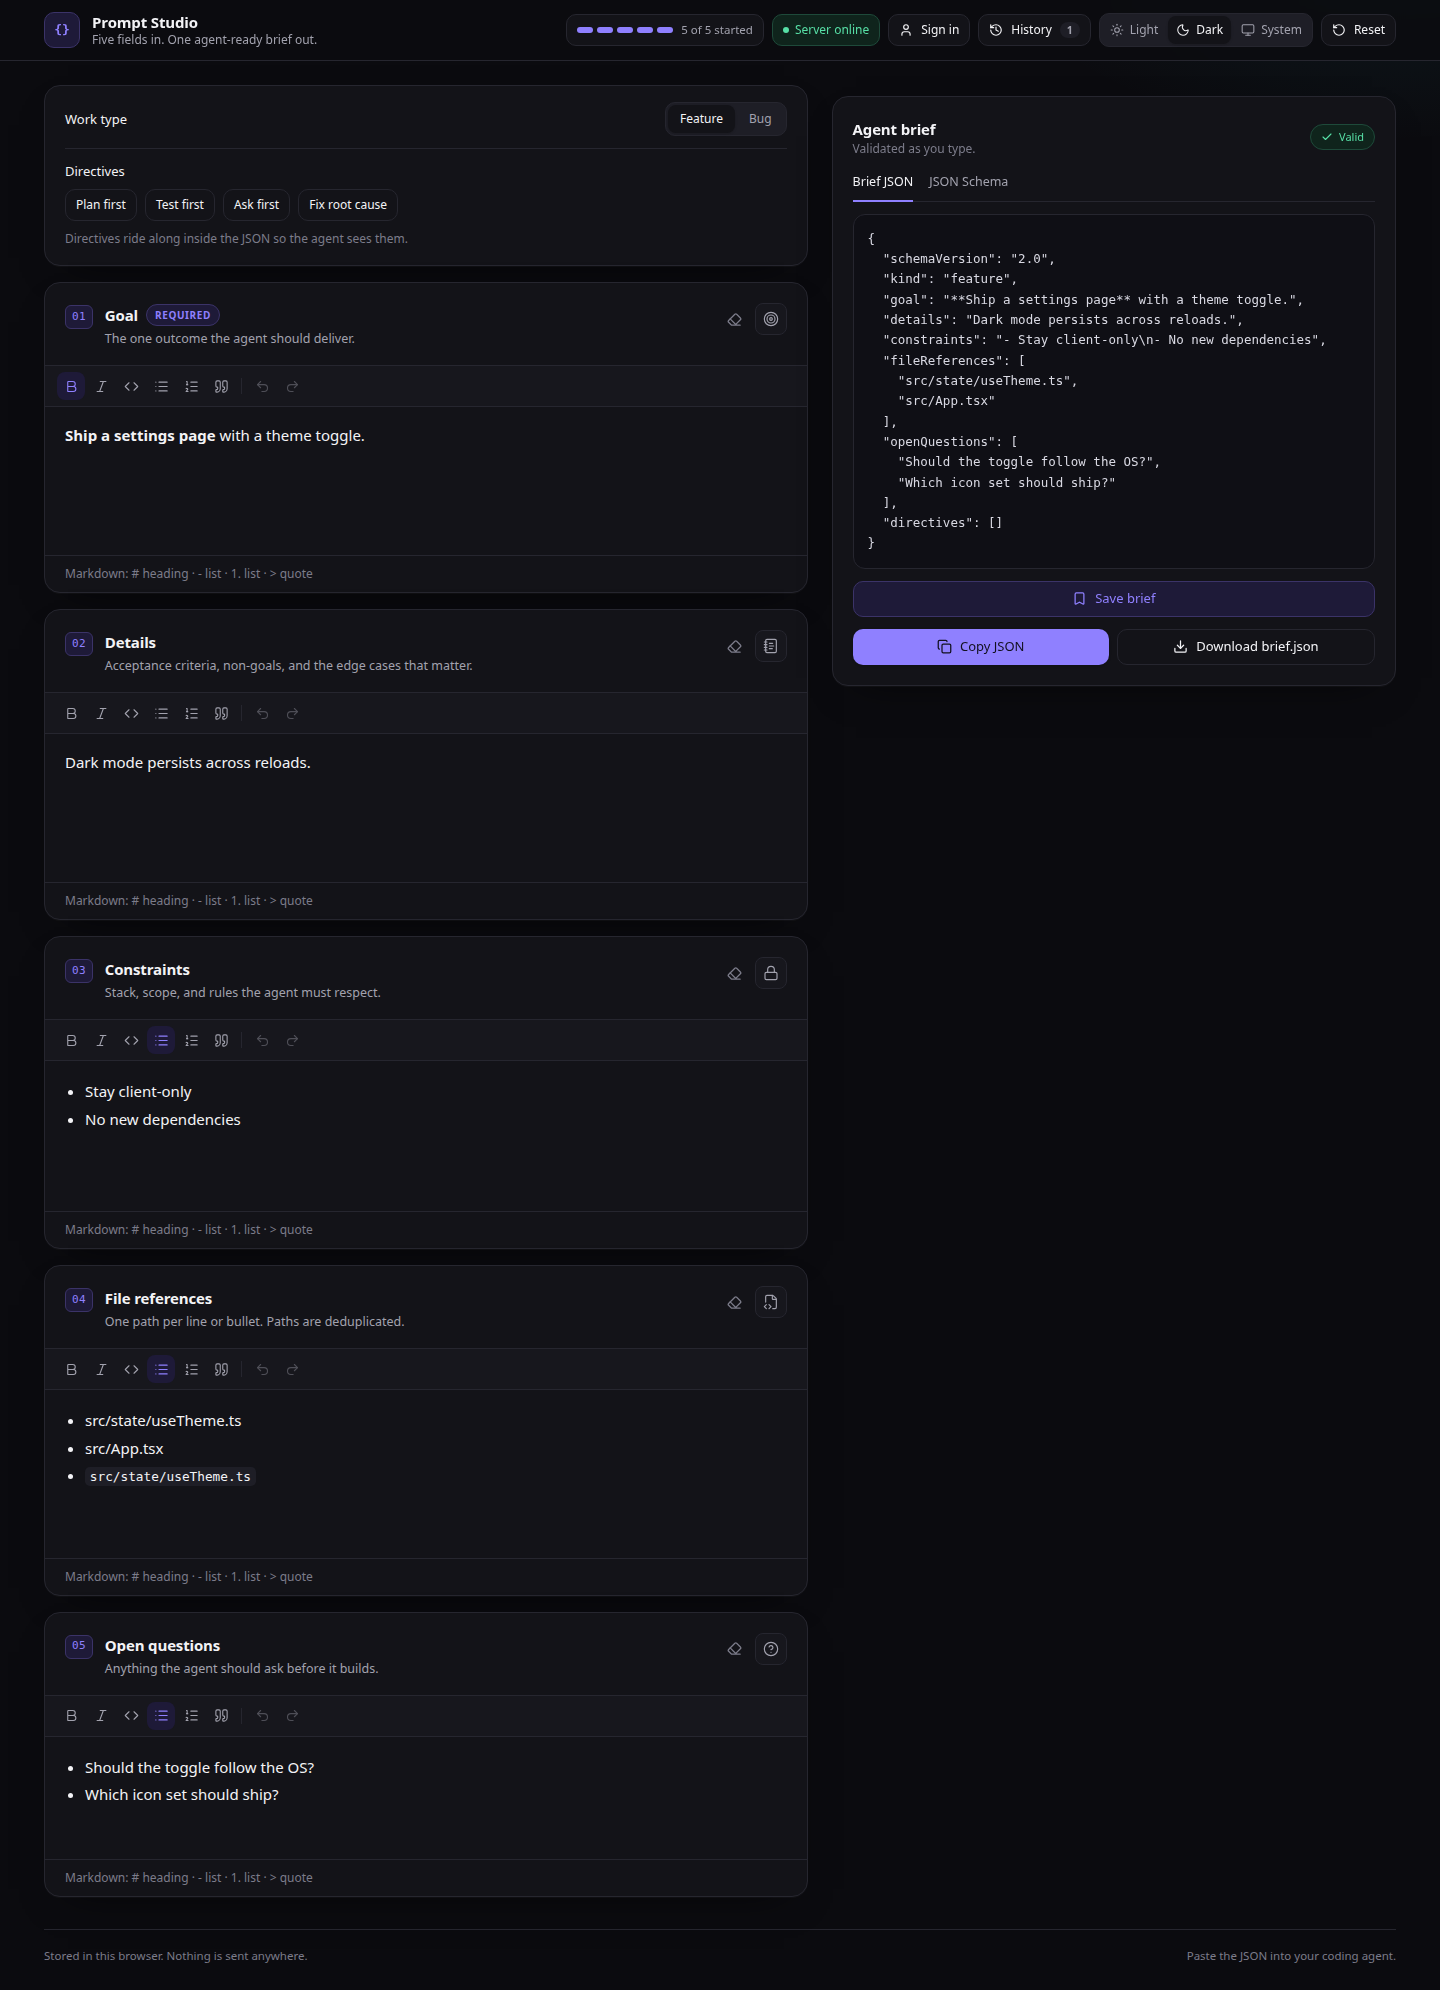 {}
Prompt Studio
Five fields in. One agent-ready brief out.
5 of 5 started
Server online
Sign in
History 1
Light
Dark
System
Reset
Work type
Feature
Bug
Directives
Plan first
Test first
Ask first
Fix root cause
Directives ride along inside the JSON so the agent sees them.
01
Goal
REQUIRED
The one outcome the agent should deliver.
Ship a settings page with a theme toggle.
Markdown: # heading · - list · 1. list · > quote
02
Details
Acceptance criteria, non-goals, and the edge cases that matter.
Dark mode persists across reloads.
Markdown: # heading · - list · 1. list · > quote
03
Constraints
Stack, scope, and rules the agent must respect.
• Stay client-only
• No new dependencies
Markdown: # heading · - list · 1. list · > quote
04
File references
One path per line or bullet. Paths are deduplicated.
• src/state/useTheme.ts
• src/App.tsx
• src/state/useTheme.ts
Markdown: # heading · - list · 1. list · > quote
05
Open questions
Anything the agent should ask before it builds.
• Should the toggle follow the OS?
• Which icon set should ship?
Markdown: # heading · - list · 1. list · > quote
Agent brief
Validated as you type.
Valid
Brief JSON
JSON Schema
{
  "schemaVersion": "2.0",
  "kind": "feature",
  "goal": "**Ship a settings page** with a theme toggle.",
  "details": "Dark mode persists across reloads.",
  "constraints": "- Stay client-only\n- No new dependencies",
  "fileReferences": [
    "src/state/useTheme.ts",
    "src/App.tsx"
  ],
  "openQuestions": [
    "Should the toggle follow the OS?",
    "Which icon set should ship?"
  ],
  "directives": []
}
Save brief
Copy JSON
Download brief.json
Stored in this browser. Nothing is sent anywhere.
Paste the JSON into your coding agent.